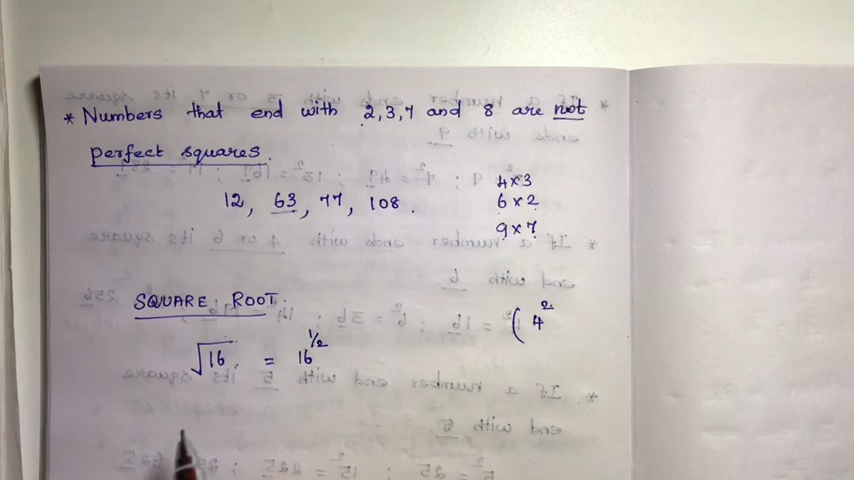 * Numbers that end with 2,3,7 and 8 are not
perfect squares.
12, 63, 77, 108.
4×3
6×2
9×7
SQUARE ROOT.
(4²
√16 = 16^1/2